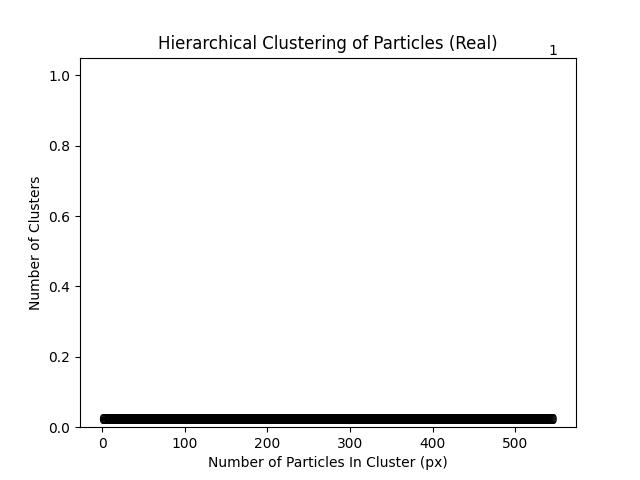 Hierarchical Clustering of Particles (Real)
1
1.0
0.8
0.6
0.4
0.2
0.0
Number of Clusters
0 100 200 300 400 500
Number of Particles In Cluster (px)